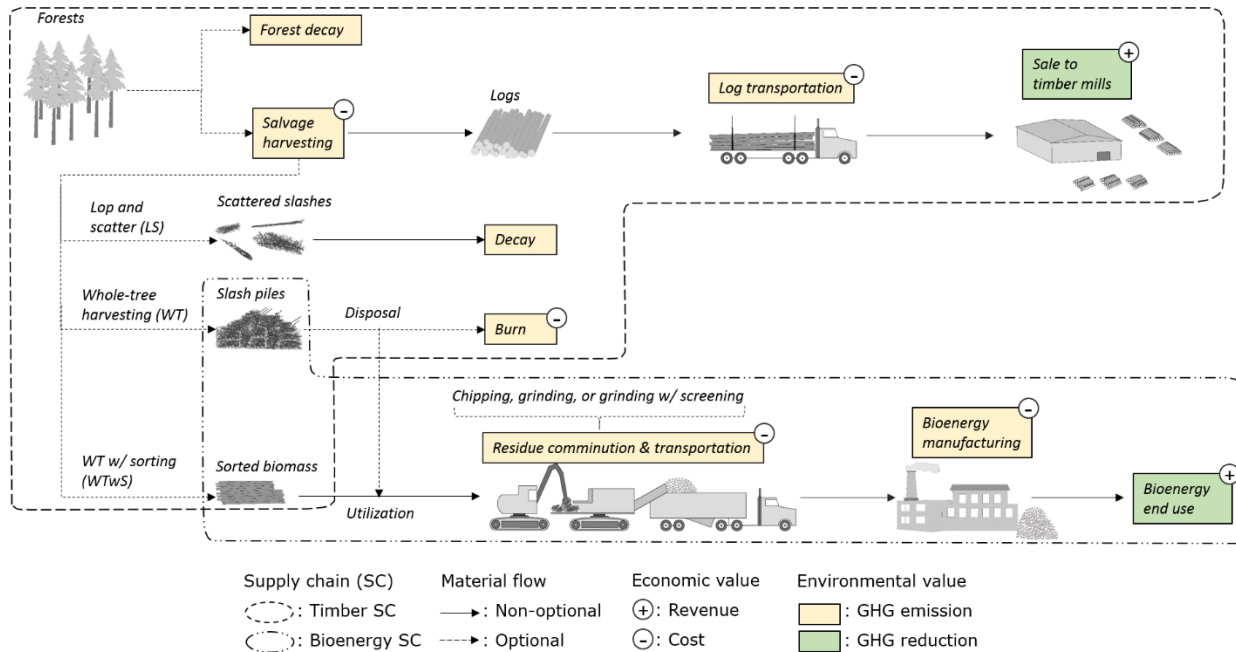 Forests
Forest decay
Salvage
harvesting
−
Logs
Log transportation
−
Sale to
timber mills
+
Lop and
scatter (LS)
Scattered slashes
Decay
Whole-tree
harvesting (WT)
Slash piles
Disposal
Burn
−
WT w/ sorting
(WTwS)
Sorted biomass
Utilization
Chipping, grinding, or grinding w/ screening
Residue comminution & transportation
−
Bioenergy
manufacturing
−
Bioenergy
end use
+
Supply chain (SC)
: Timber SC
: Bioenergy SC
Material flow
: Non-optional
: Optional
Economic value
+ : Revenue
− : Cost
Environmental value
: GHG emission
: GHG reduction